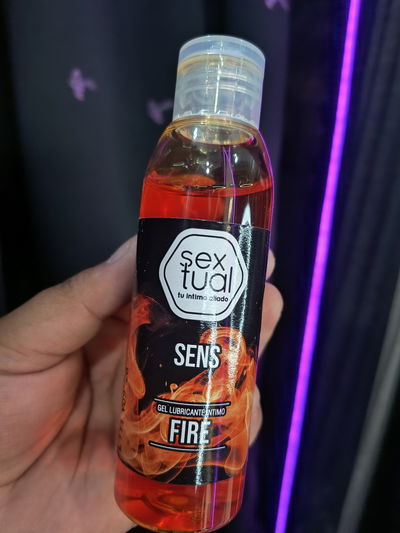 sex
tual
tu íntimo aliado
SENS
GEL LUBRICANTE ÍNTIMO
FIRE